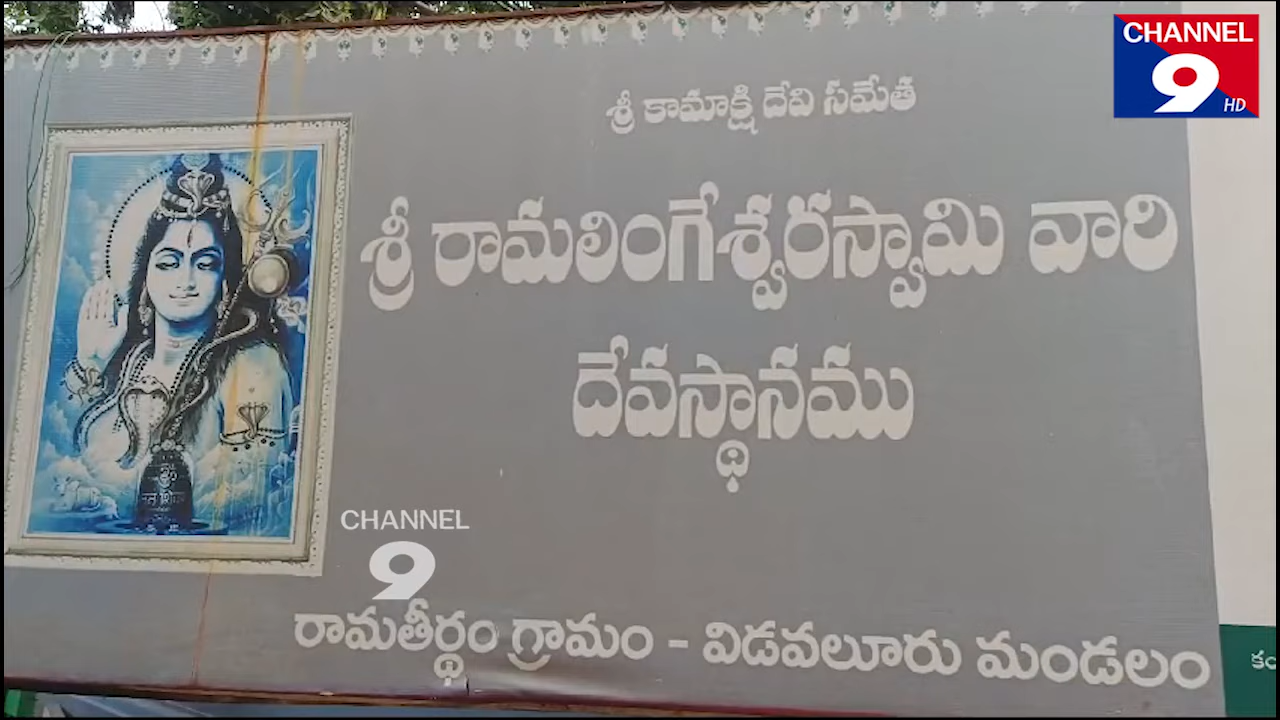 CHANNEL
9 HD
శ్రీ కామాక్షి దేవి సమేత
శ్రీ రామలింగేశ్వరస్వామి వారి
దేవస్థానము
CHANNEL
9
రామతీర్థం గ్రామం - విడవలూరు మండలం